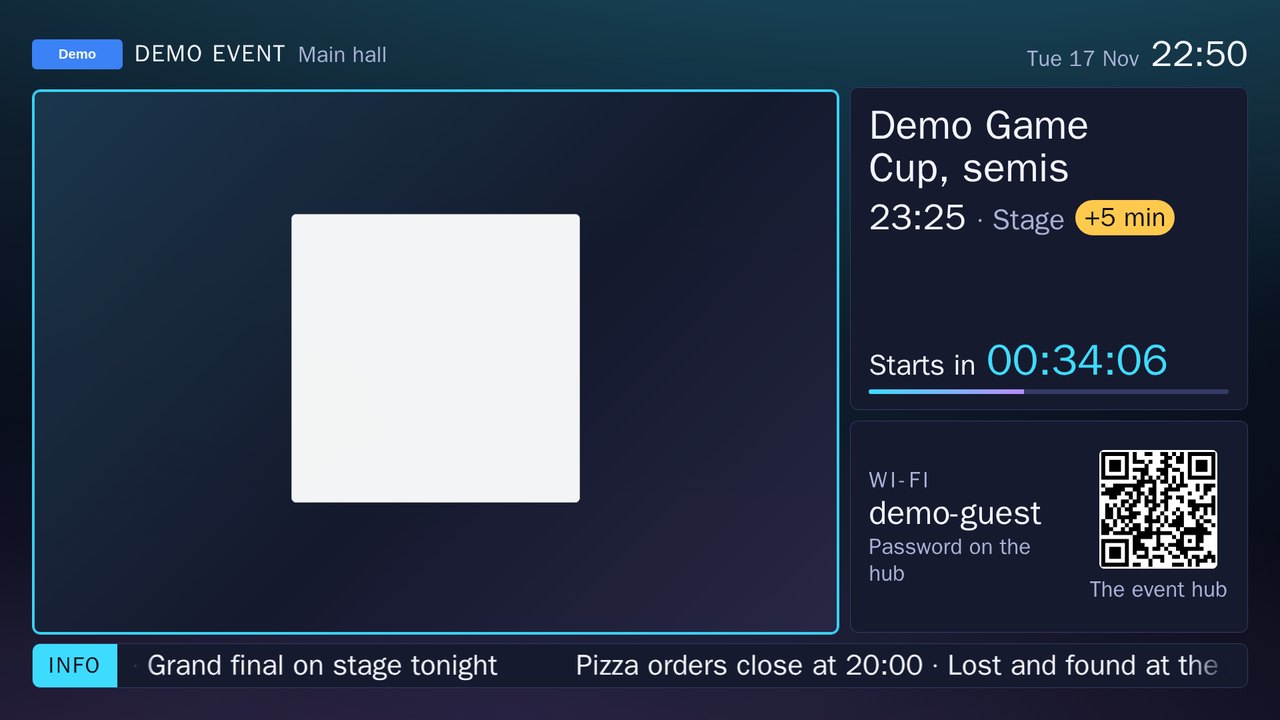 Demo
DEMO EVENT Main hall
Tue 17 Nov 22:50
Demo Game
Cup, semis
23:25 · Stage +5 min
Starts in 00:34:06
WI-FI
demo-guest
Password on the
hub
The event hub
INFO · Grand final on stage tonight Pizza orders close at 20:00 · Lost and found at the